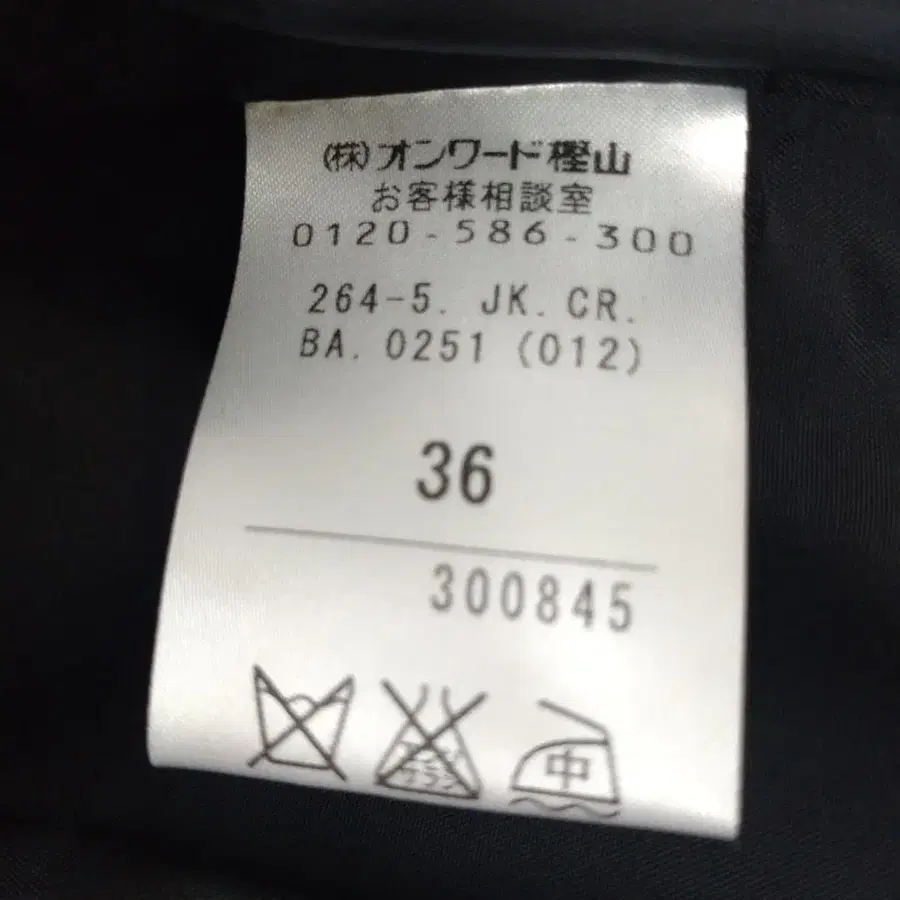 (株)オンワード樫山
お客様相談室
0120-586-300
264-5. JK.CR.
BA. 0251 (012)
36
300845
中